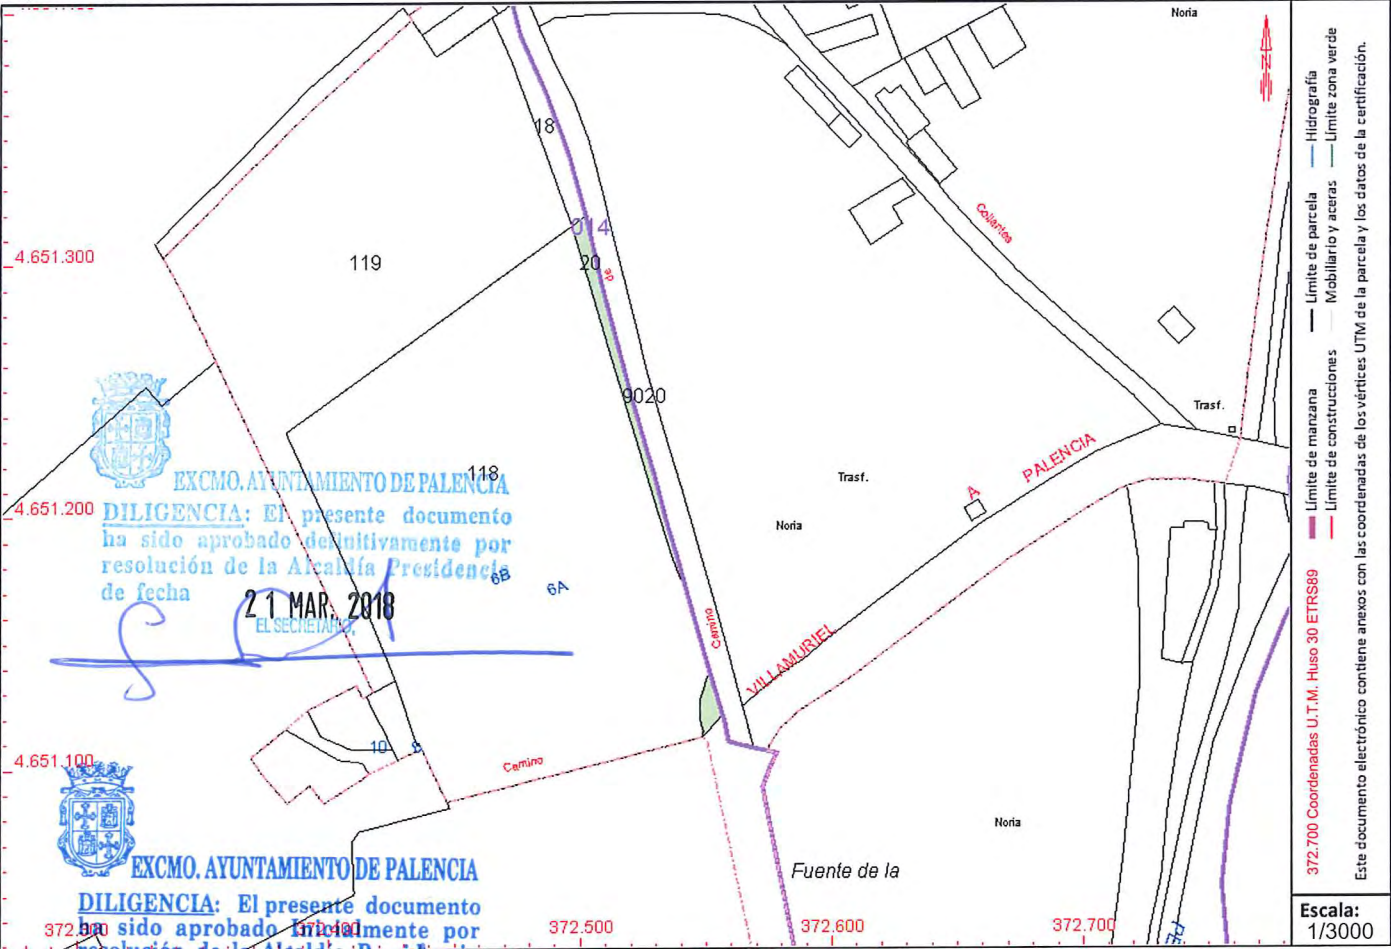 Noria
18
014
4.651.300
119
20
de
Collantes
9020
Trasf.
PALENCIA
A
118
Trasf.
Noria
4.651.200
EXCMO. AYUNTAMIENTO DE PALENCIA
DILIGENCIA: El presente documento
ha sido aprobado definitivamente por
resolución de la Alcaldía Presidencia
de fecha
21 MAR. 2018
EL SECRETARIO,
6B
6A
Camino
VILLAMURIEL
10
Camino
4.651.100
Noria
Fuente de la
EXCMO. AYUNTAMIENTO DE PALENCIA
DILIGENCIA: El presente documento
ha sido aprobado Inicialmente por
372.500
372.600
372.700
N
372.700 Coordenadas U.T.M. Huso 30 ETRS89
Límite de manzana
Límite de parcela
Hidrografía
Límite de construcciones
Mobiliario y aceras
Límite zona verde
Este documento electrónico contiene anexos con las coordenadas de los vértices UTM de la parcela y los datos de la certificación.
Escala:
1/3000